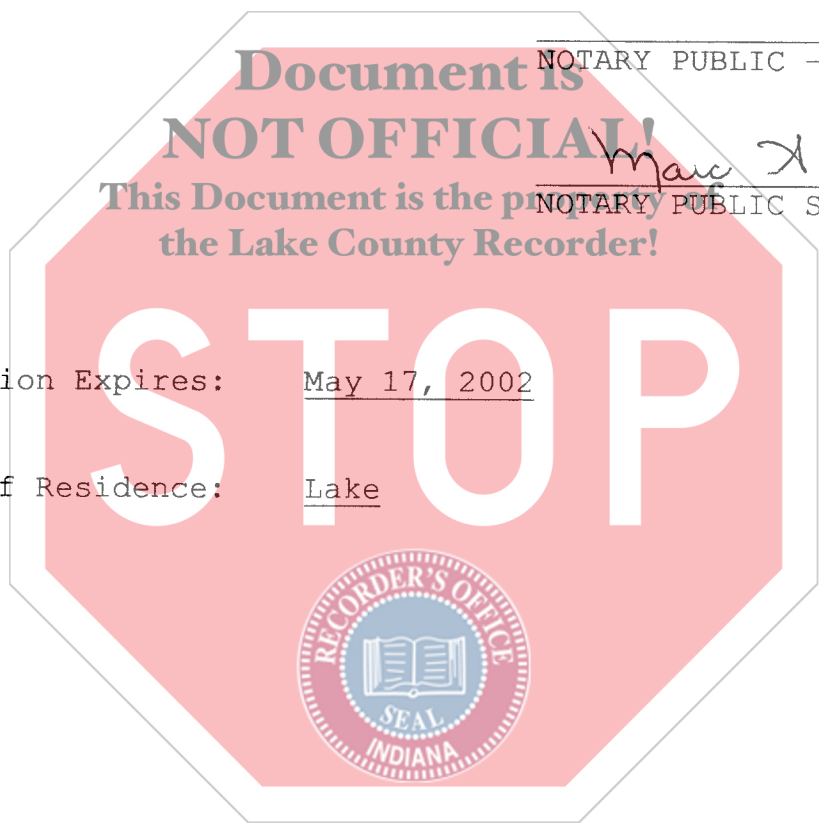 NOTARY PUBLIC –
Document is
NOT OFFICIAL!
Marc A
This Document is the property of
NOTARY PUBLIC S
the Lake County Recorder!
STOP
ion Expires: May 17, 2002
f Residence: Lake
RECORDER'S OFFICE
SEAL
INDIANA